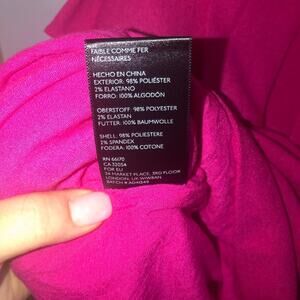 FAIBLE COMME FER
NÉCESSAIRES
HECHO EN CHINA
EXTERIOR: 98% POLIÉSTER
2% ELASTANO
FORRO: 100% ALGODÓN
OBERSTOFF: 98% POLYESTER
2% ELASTAN
FUTTER: 100% BAUMWOLLE
SHELL: 98% POLIESTERE
2% SPANDEX
FODERA: 100% COTONE
RN 66170
CA 32054
FOR EU
34 MARKET PLACE, 3RD FLOOR
LONDON, UK
BATCH #